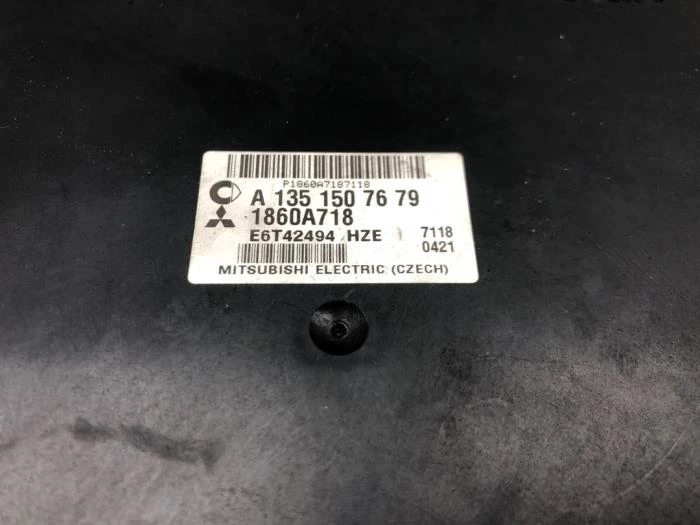 P1860A7187118
A 135 150 76 79
1860A718
E6T42494 HZE 7118
0421
MITSUBISHI ELECTRIC (CZECH)